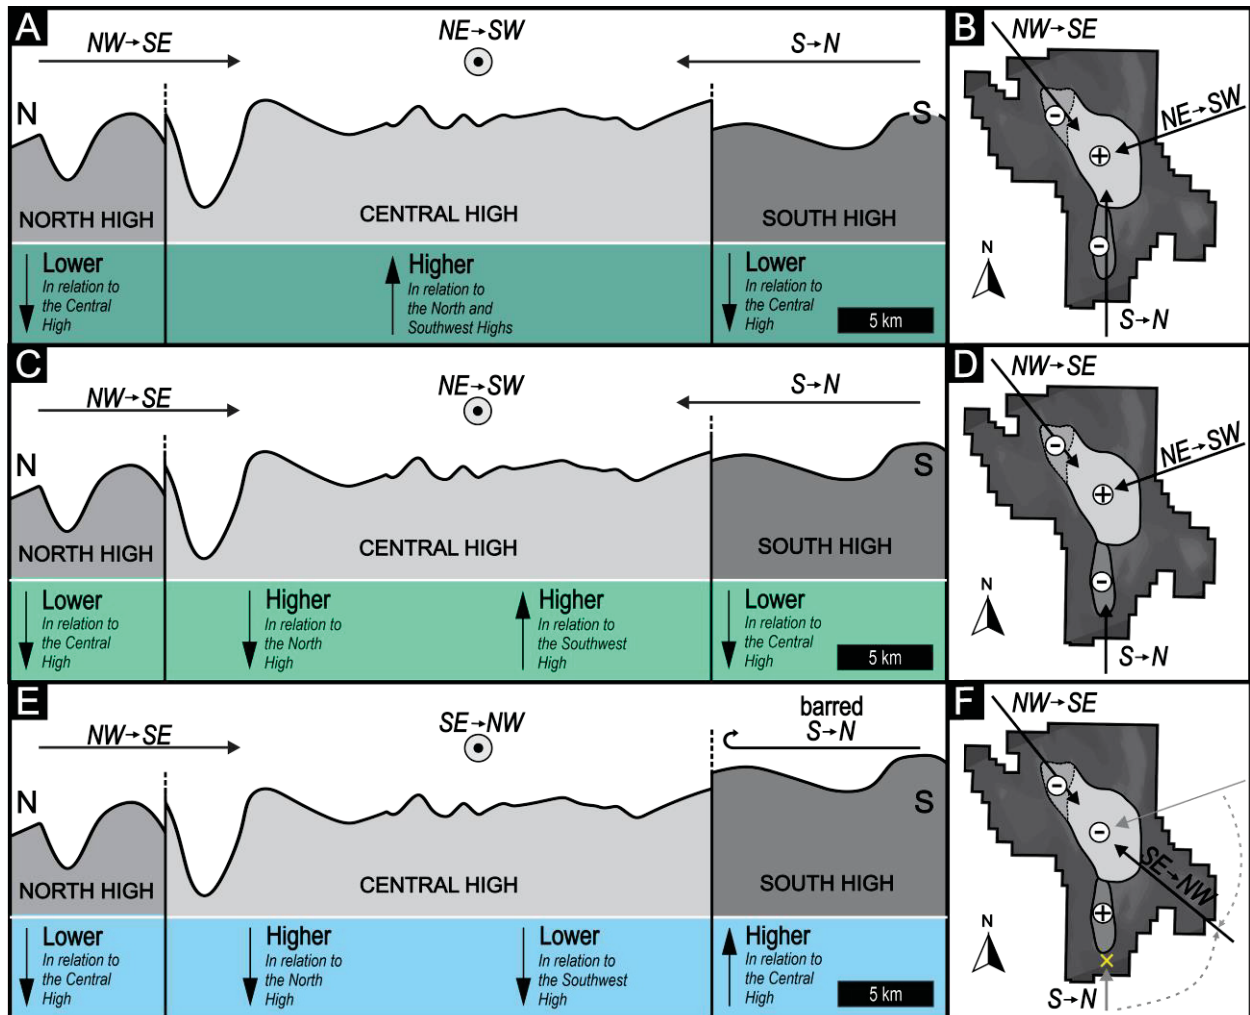 A
NW→SE
NE→SW
S→N
N
S
NORTH HIGH
CENTRAL HIGH
SOUTH HIGH
Lower
In relation to
the Central
High
Higher
In relation to
the North and
Southwest Highs
Lower
In relation to
the Central
High
5 km
B
NW→SE
NE→SW
N
S→N
C
NW→SE
NE→SW
S→N
N
S
NORTH HIGH
CENTRAL HIGH
SOUTH HIGH
Lower
In relation to
the Central
High
Higher
In relation to
the North
High
Higher
In relation to
the Southwest
High
Lower
In relation to
the Central
High
5 km
D
NW→SE
NE→SW
N
S→N
E
NW→SE
SE→NW
barred
S→N
N
S
NORTH HIGH
CENTRAL HIGH
SOUTH HIGH
Lower
In relation to
the Central
High
Higher
In relation to
the North
High
Lower
In relation to
the Southwest
High
Higher
In relation to
the Central
High
5 km
F
NW→SE
SE→NW
N
S→N